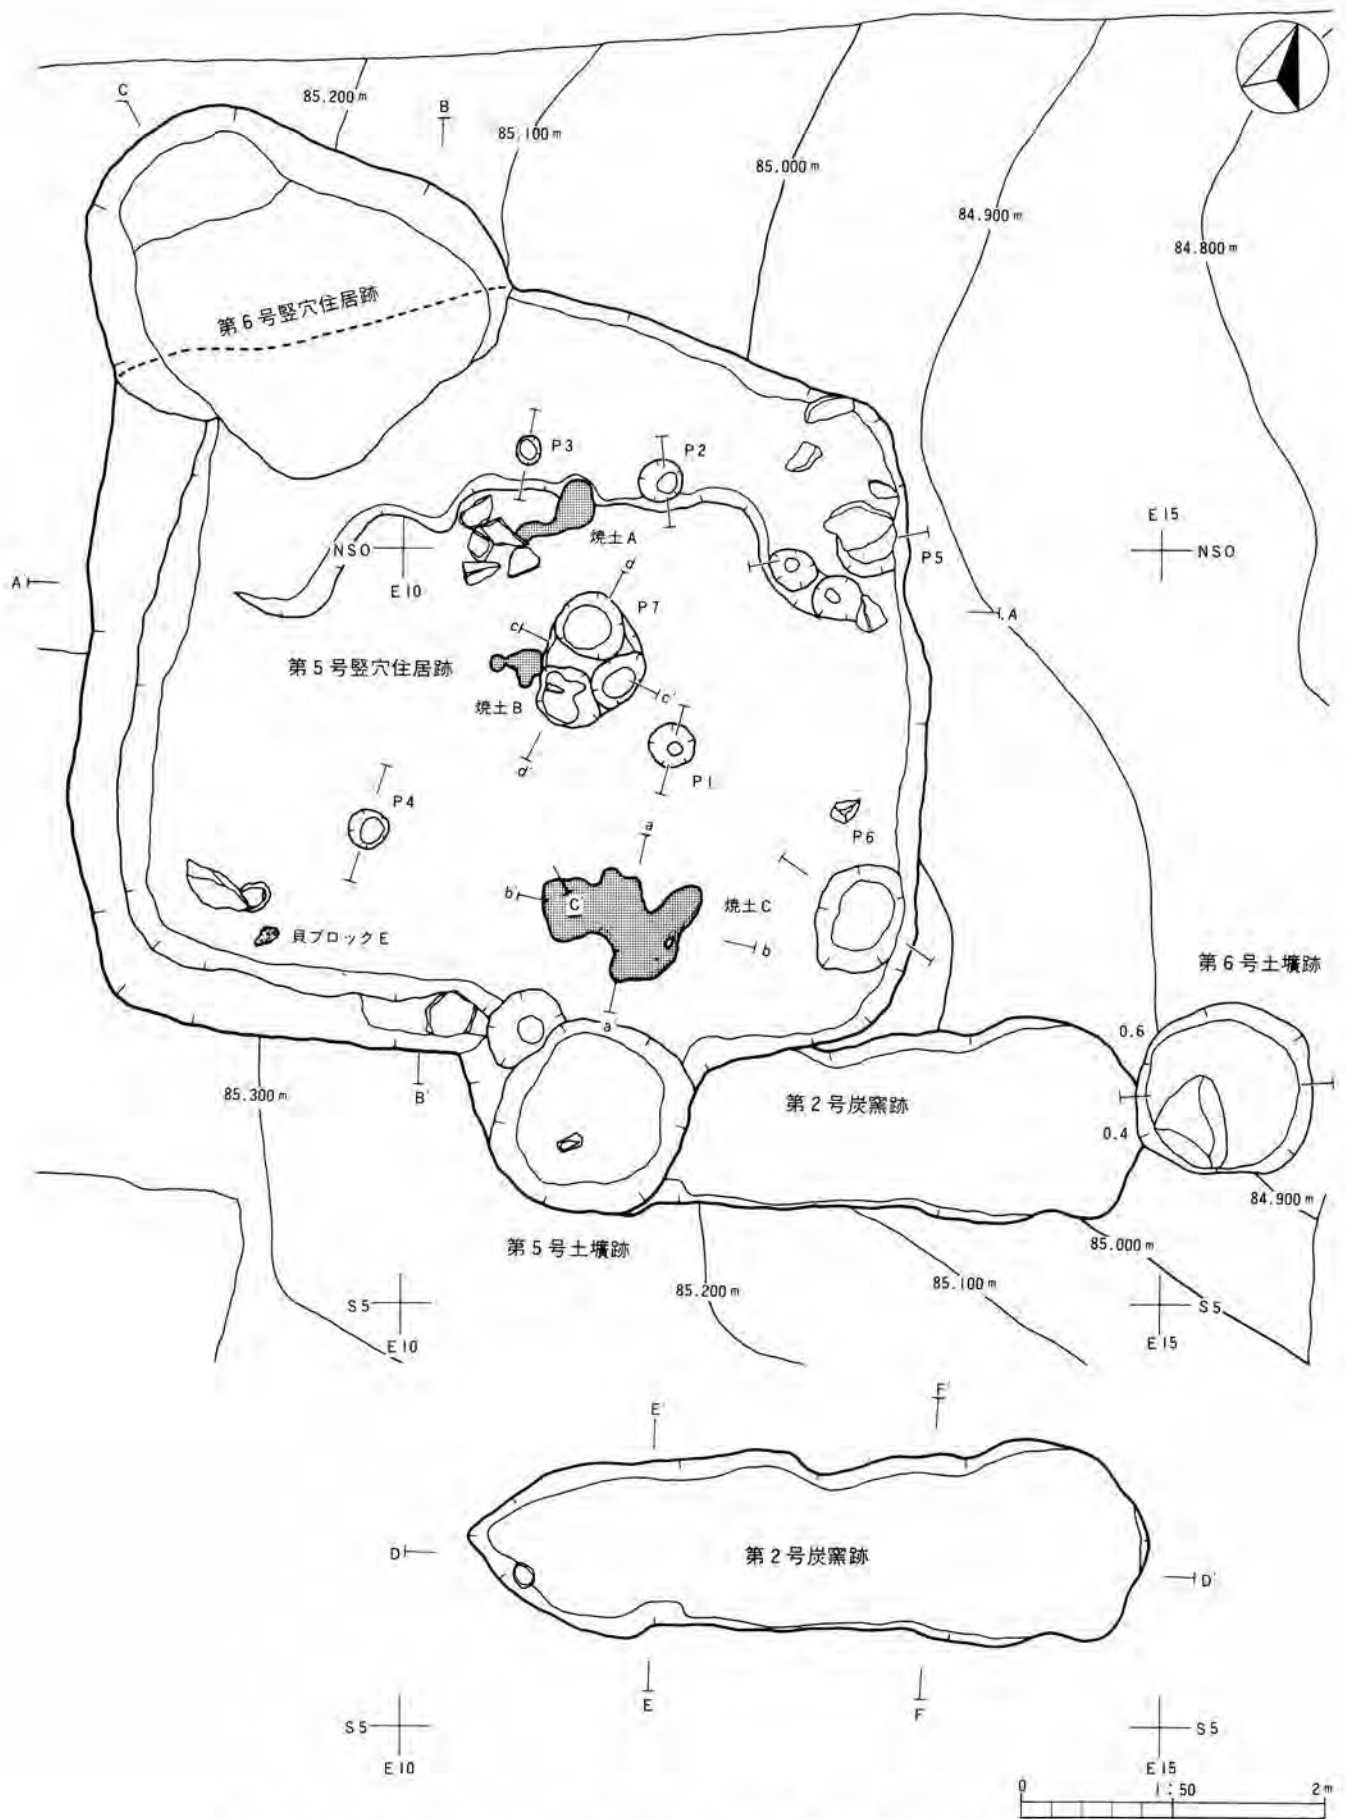 C
85.200m
B
85.100m
85.000m
84.900m
84.800m
第6号竪穴住居跡
P3
P2
E15
NS0
焼土A
NS0
P5
A
E10
d
P7
A'
c
第5号竪穴住居跡
c'
焼土B
d'
P1
P4
a
P6
b'
C'
焼土C
b
貝ブロックE
第6号土壙跡
a'
0.6
85.300m
B'
第2号炭窯跡
0.4
84.900m
第5号土壙跡
85.000m
85.200m
85.100m
S5
S5
E10
E15
E'
F'
D
第2号炭窯跡
D'
E
F
S5
S5
E10
E15
0
1:50
2m